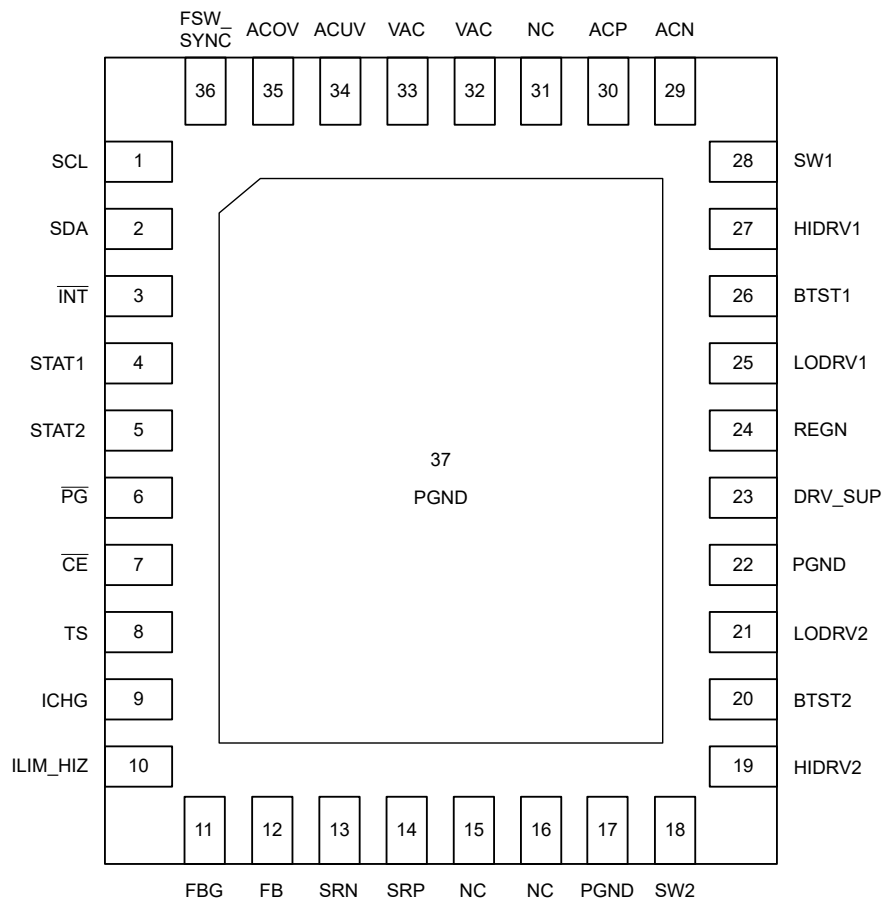 FSW_
SYNC ACOV ACUV VAC VAC NC ACP ACN
36 35 34 33 32 31 30 29
SCL 1 28 SW1
SDA 2 27 HIDRV1
INT 3 26 BTST1
STAT1 4 25 LODRV1
STAT2 5 24 REGN
37
PG 6 23 DRV_SUP
PGND
CE 7 22 PGND
TS 8 21 LODRV2
ICHG 9 20 BTST2
ILIM_HIZ 10 19 HIDRV2
11 12 13 14 15 16 17 18
FBG FB SRN SRP NC NC PGND SW2